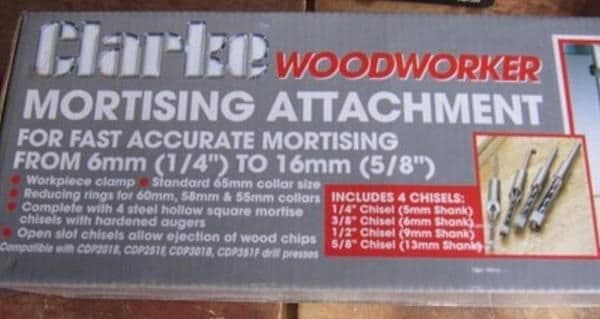 Clarke WOODWORKER
MORTISING ATTACHMENT
FOR FAST ACCURATE MORTISING
FROM 6mm (1/4") TO 16mm (5/8")
• Workpiece clamp • Standard 65mm collar size
• Reducing rings for 60mm, 58mm & 55mm collars
• Complete with 4 steel hollow square mortise
chisels with hardened augers
• Open slot chisels allow ejection of wood chips
Compatible with CDP201B, CDP251F, CDP301B, CDP351F drill presses
INCLUDES 4 CHISELS:
1/4" Chisel (5mm Shank)
3/8" Chisel (6mm Shank)
1/2" Chisel (9mm Shank)
5/8" Chisel (13mm Shank)